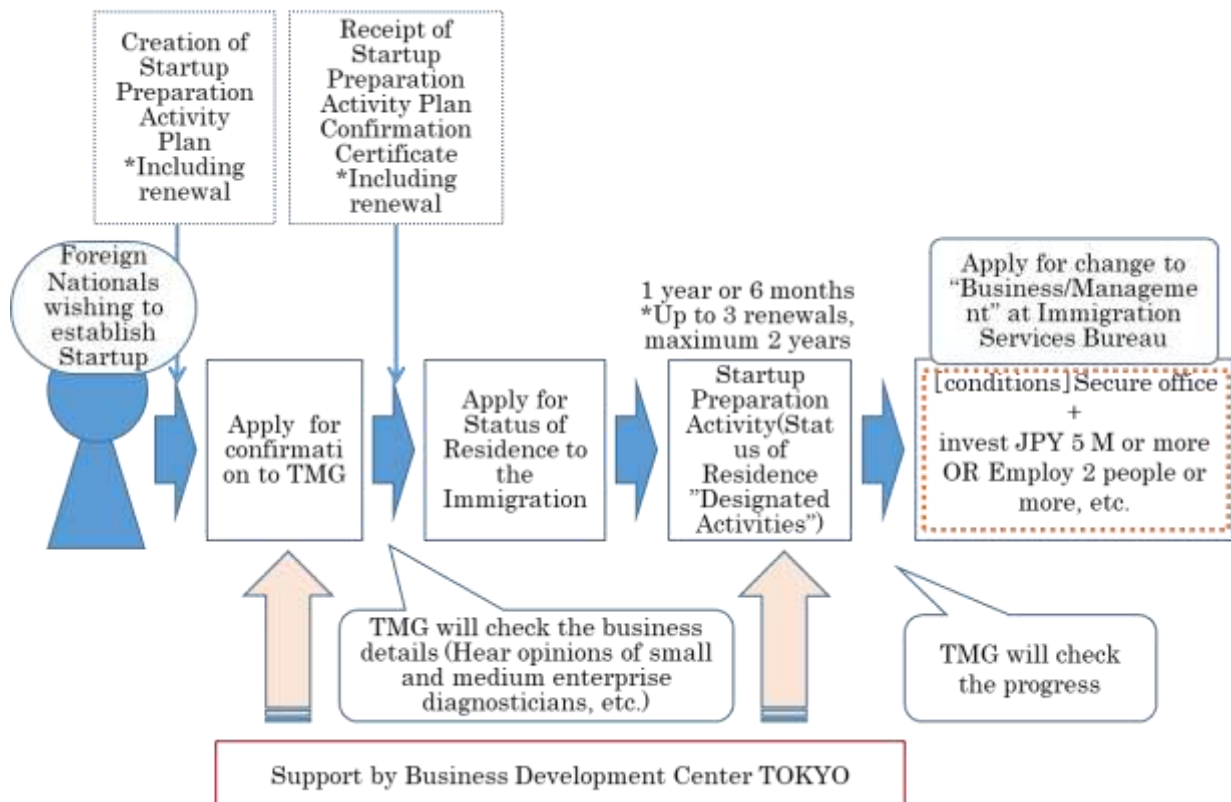 Creation of
Startup
Preparation
Activity
Plan
*Including
renewal
Receipt of
Startup
Preparation
Activity Plan
Confirmation
Certificate
*Including
renewal
Foreign
Nationals
wishing to
establish
Startup
Apply for
confirmati
on to TMG
Apply for
Status of
Residence to
the
Immigration
1 year or 6 months
*Up to 3 renewals,
maximum 2 years
Startup
Preparation
Activity(Stat
us of
Residence
”Designated
Activities”)
Apply for change to
“Business/Manageme
nt” at Immigration
Services Bureau
[conditions]Secure office
+
invest JPY 5 M or more
OR Employ 2 people or
more, etc.
TMG will check the business
details (Hear opinions of small
and medium enterprise
diagnosticians, etc.)
TMG will check
the progress
Support by Business Development Center TOKYO